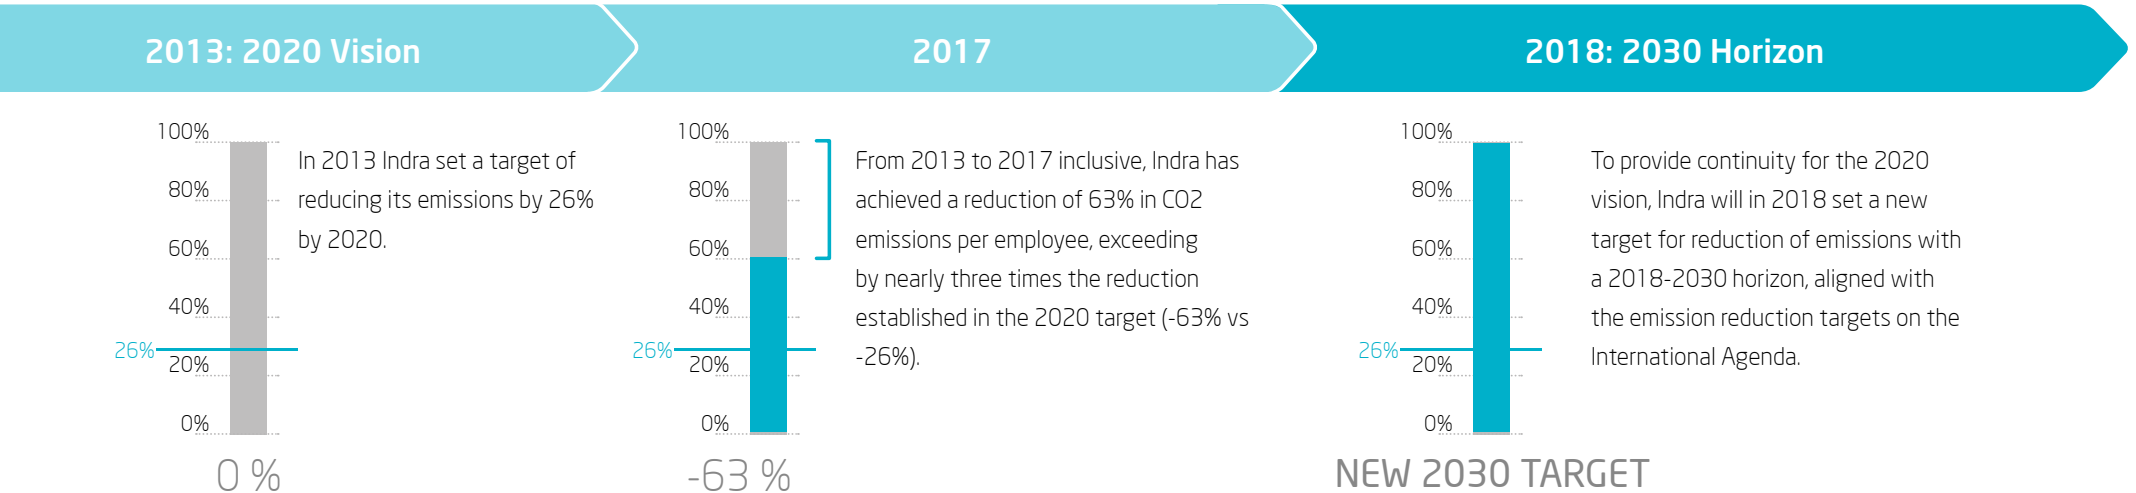 2013: 2020 Vision
2017
2018: 2030 Horizon
100%
80%
60%
40%
26%
20%
0%
In 2013 Indra set a target of
reducing its emissions by 26%
by 2020.
0 %
100%
80%
60%
40%
26%
20%
0%
From 2013 to 2017 inclusive, Indra has
achieved a reduction of 63% in CO2
emissions per employee, exceeding
by nearly three times the reduction
established in the 2020 target (-63% vs
-26%).
-63 %
100%
80%
60%
40%
26%
20%
0%
To provide continuity for the 2020
vision, Indra will in 2018 set a new
target for reduction of emissions with
a 2018-2030 horizon, aligned with
the emission reduction targets on the
International Agenda.
NEW 2030 TARGET